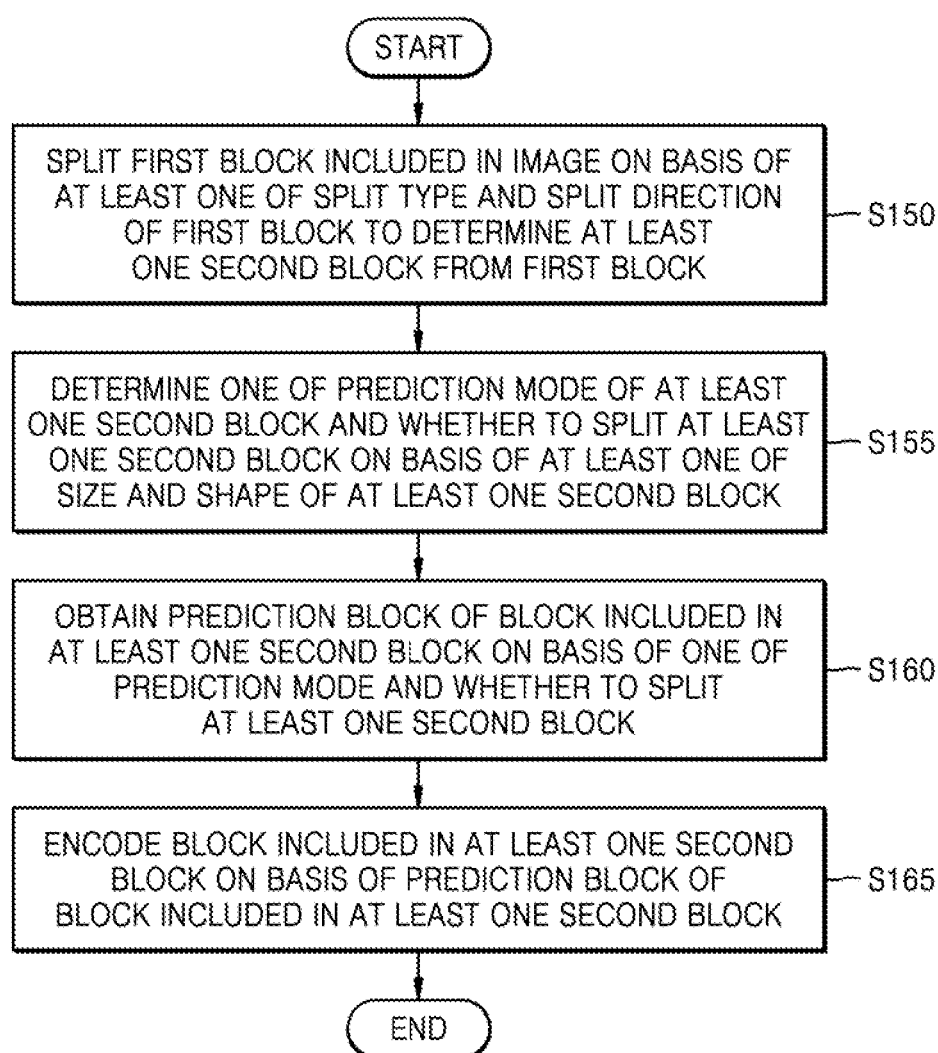 START
SPLIT FIRST BLOCK INCLUDED IN IMAGE ON BASIS OF
AT LEAST ONE OF SPLIT TYPE AND SPLIT DIRECTION
OF FIRST BLOCK TO DETERMINE AT LEAST
ONE SECOND BLOCK FROM FIRST BLOCK
S150
DETERMINE ONE OF PREDICTION MODE OF AT LEAST
ONE SECOND BLOCK AND WHETHER TO SPLIT AT LEAST
ONE SECOND BLOCK ON BASIS OF AT LEAST ONE OF
SIZE AND SHAPE OF AT LEAST ONE SECOND BLOCK
S155
OBTAIN PREDICTION BLOCK OF BLOCK INCLUDED IN
AT LEAST ONE SECOND BLOCK ON BASIS OF ONE OF
PREDICTION MODE AND WHETHER TO SPLIT
AT LEAST ONE SECOND BLOCK
S160
ENCODE BLOCK INCLUDED IN AT LEAST ONE SECOND
BLOCK ON BASIS OF PREDICTION BLOCK OF
BLOCK INCLUDED IN AT LEAST ONE SECOND BLOCK
S165
END